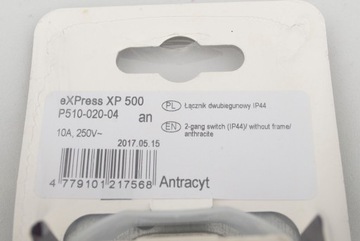 eXPress XP 500
P510-020-04 an
10A, 250V~
PL Łącznik dwubiegunowy IP44
EN 2-gang switch (IP44)/ without frame/
anthracite
2017.05.15
4 779101 217568
Antracyt